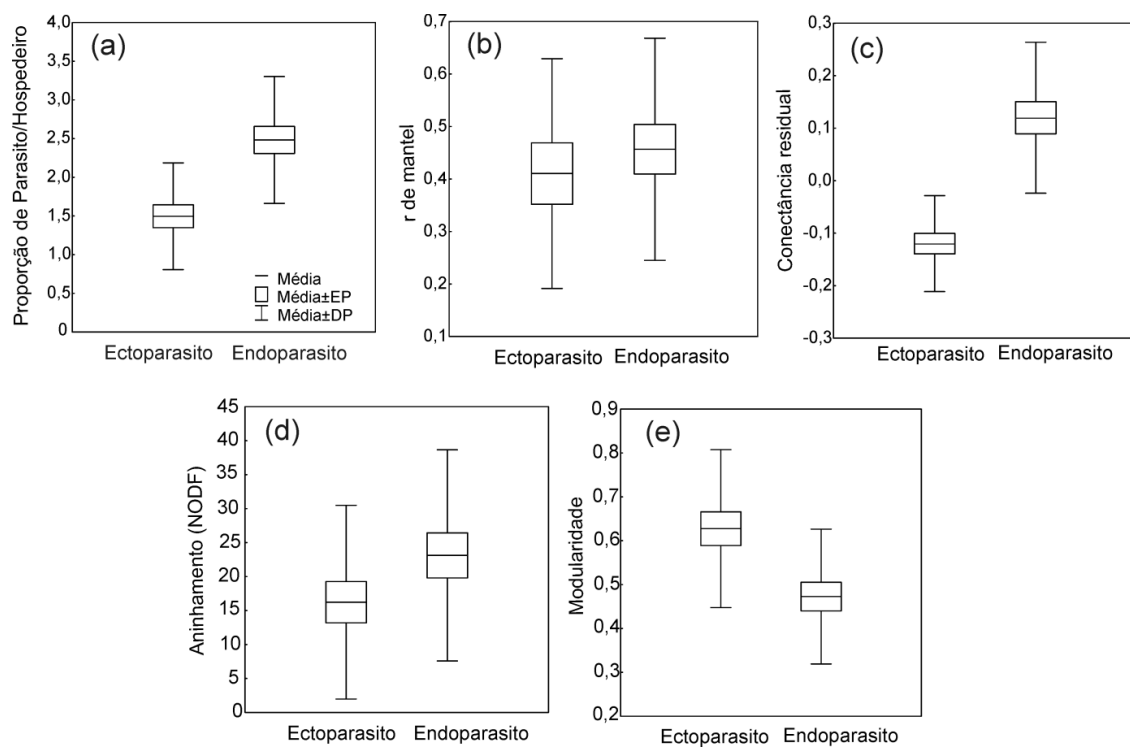 (a)
Proporção de Parasito/Hospedeiro
4,0
3,5
3,0
2,5
2,0
1,5
1,0
0,5
0
Média
Média±EP
Média±DP
Ectoparasito Endoparasito
(b)
r de mantel
0,7
0,6
0,5
0,4
0,3
0,2
0,1
Ectoparasito Endoparasito
(c)
Conectância residual
0,3
0,2
0,1
0,0
-0,1
-0,2
-0,3
Ectoparasito Endoparasito
(d)
Aninhamento (NODF)
45
40
35
30
25
20
15
10
5
0
Ectoparasito Endoparasito
(e)
Modularidade
0,9
0,8
0,7
0,6
0,5
0,4
0,3
0,2
Ectoparasito Endoparasito